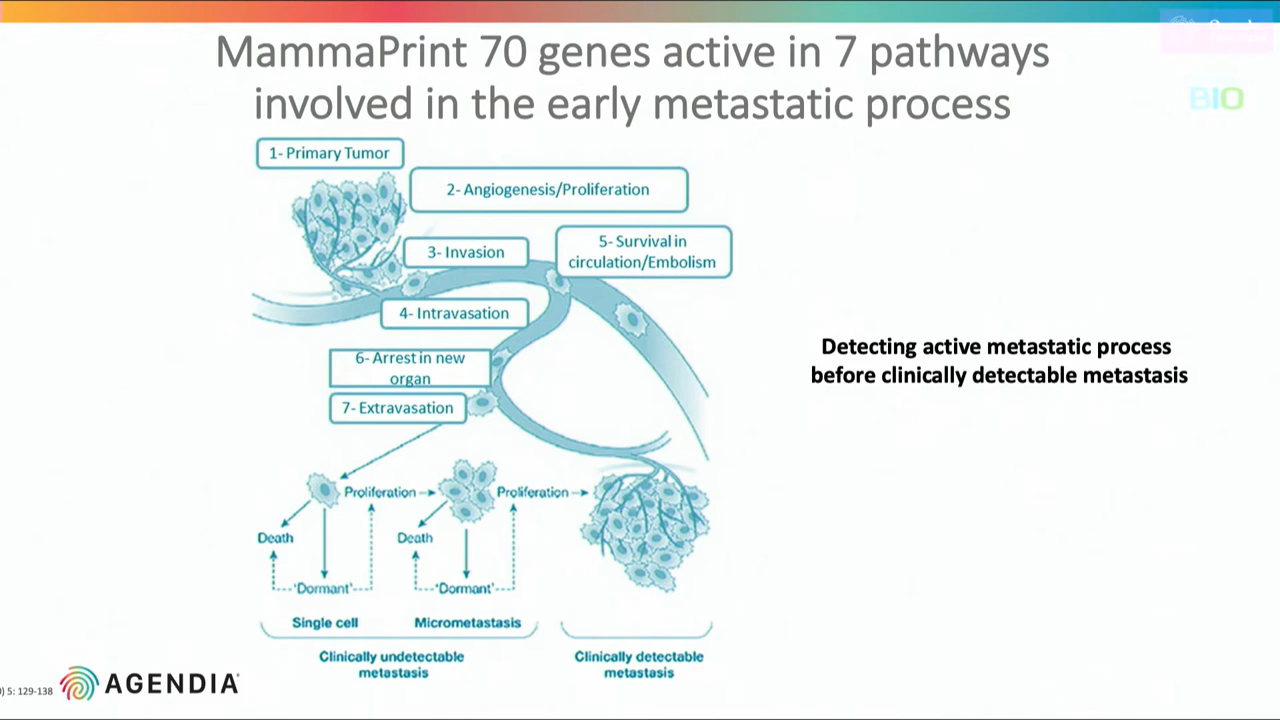 MammaPrint 70 genes active in 7 pathways
involved in the early metastatic process
BIO
1- Primary Tumor
2- Angiogenesis/Proliferation
3- Invasion
5- Survival in
circulation/Embolism
4- Intravasation
6- Arrest in new
organ
7- Extravasation
Detecting active metastatic process
before clinically detectable metastasis
Proliferation
Proliferation
Death
Death
'Dormant'
'Dormant'
Single cell
Micrometastasis
Clinically undetectable
metastasis
Clinically detectable
metastasis
) 5: 129-138
AGENDIA